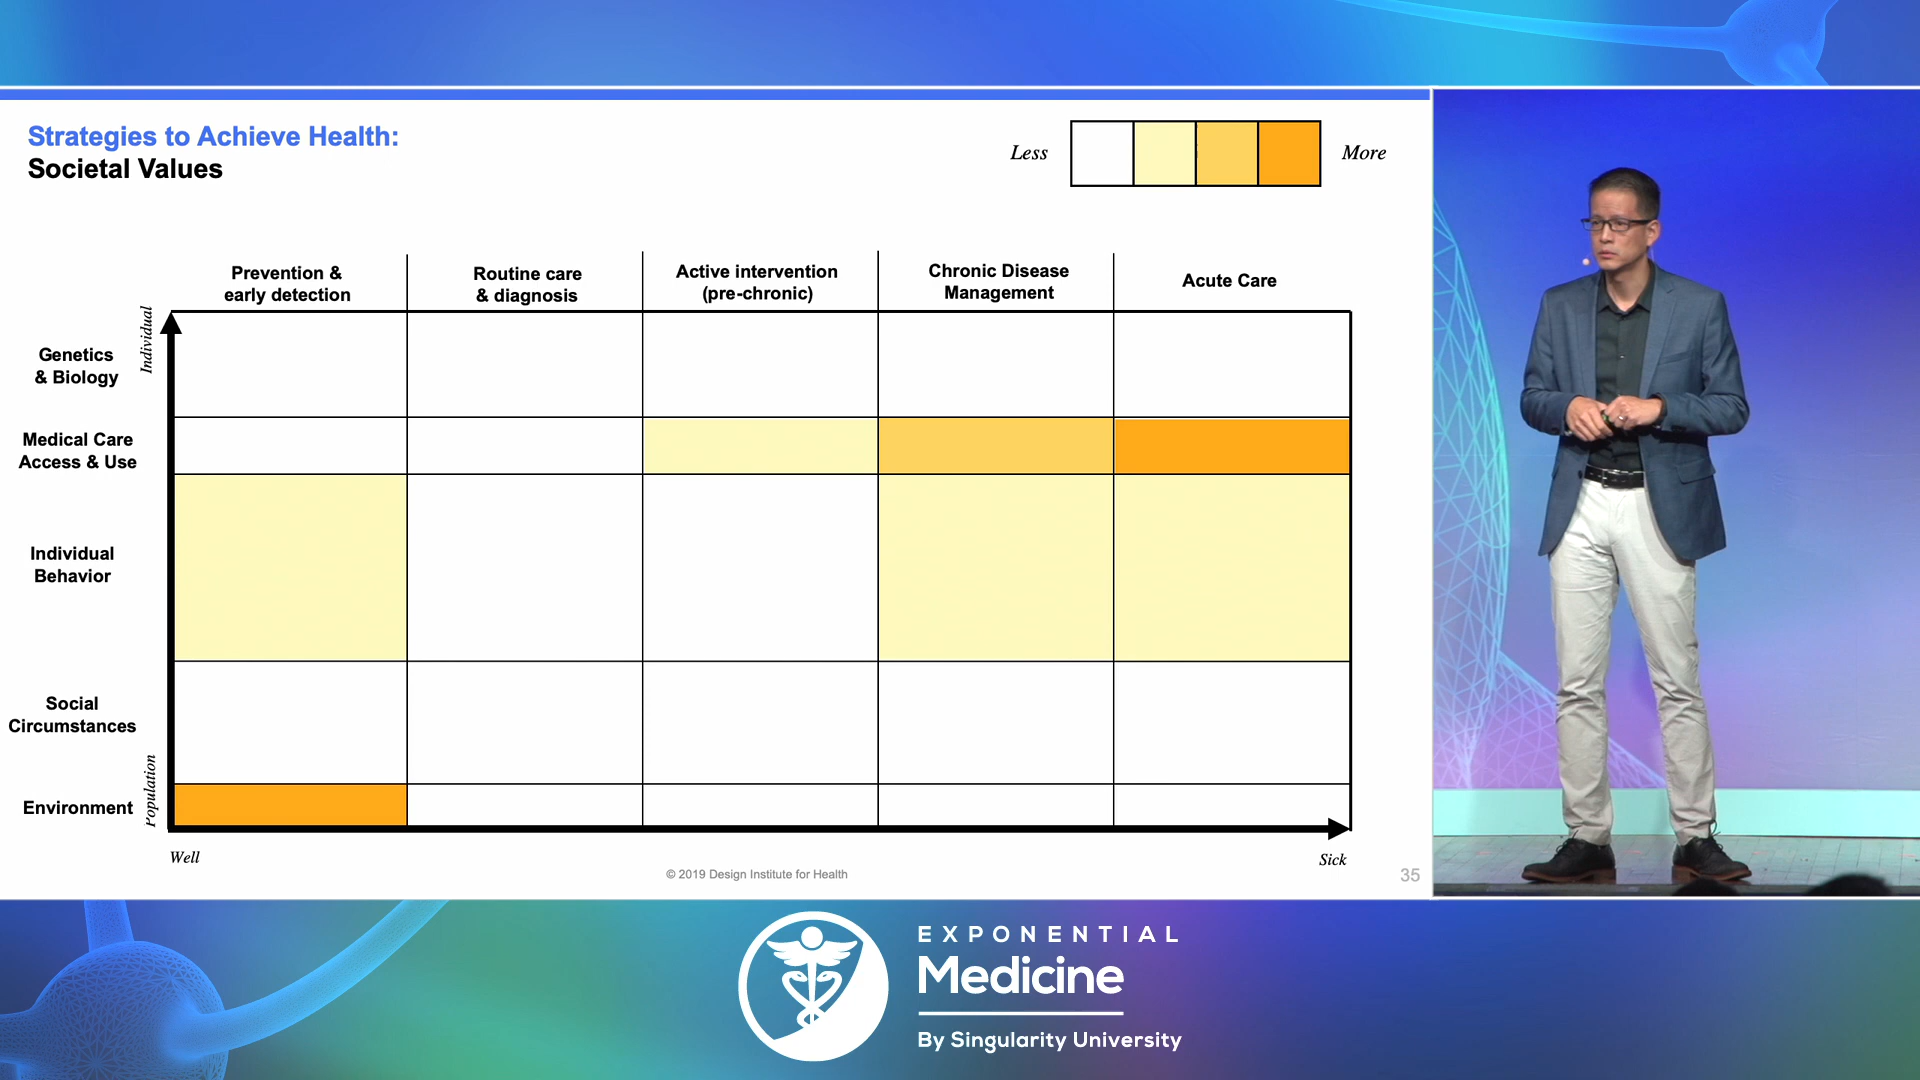 Strategies to Achieve Health:
Societal Values
Less
More
Prevention &
early detection
Routine care
& diagnosis
Active intervention
(pre-chronic)
Chronic Disease
Management
Acute Care
Individual
Genetics
& Biology
Medical Care
Access & Use
Individual
Behavior
Social
Circumstances
Population
Environment
Well
Sick
© 2019 Design Institute for Health
35
EXPONENTIAL
Medicine
By Singularity University